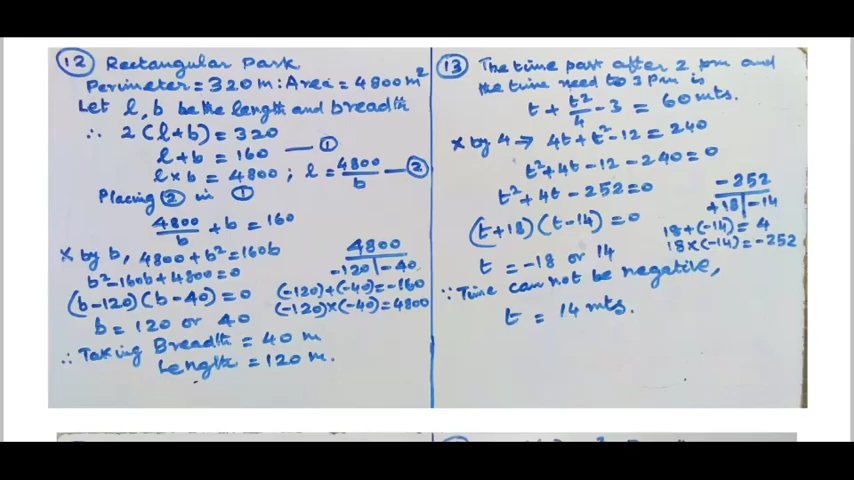 12 Rectangular Park
Perimeter = 320 m : Area = 4800 m²
Let l, b be the length and breadth
∴ 2 (l+b) = 320
l + b = 160 — ①
l × b = 4800 ; l = 4800/b — ②
Placing ② in ①
4800/b + b = 160
× by b, 4800 + b² = 160b
b² - 160b + 4800 = 0
(b-120) (b-40) = 0
b = 120 or 40
4800
-120 | -40
(-120)+(-40) = -160
(-120)×(-40) = 4800
∴ Taking Breadth = 40 m
Length = 120 m.
13 The time past after 2 pm and
the time need to 3 Pm is
t + t²/4 - 3 = 60 mts.
× by 4 → 4t + t² - 12 = 240
t² + 4t - 12 - 240 = 0
t² + 4t - 252 = 0
(t+18) (t-14) = 0
-252
+18 | -14
18 + (-14) = 4
18 × (-14) = -252
t = -18 or 14
∵ Time can not be negative,
t = 14 mts.